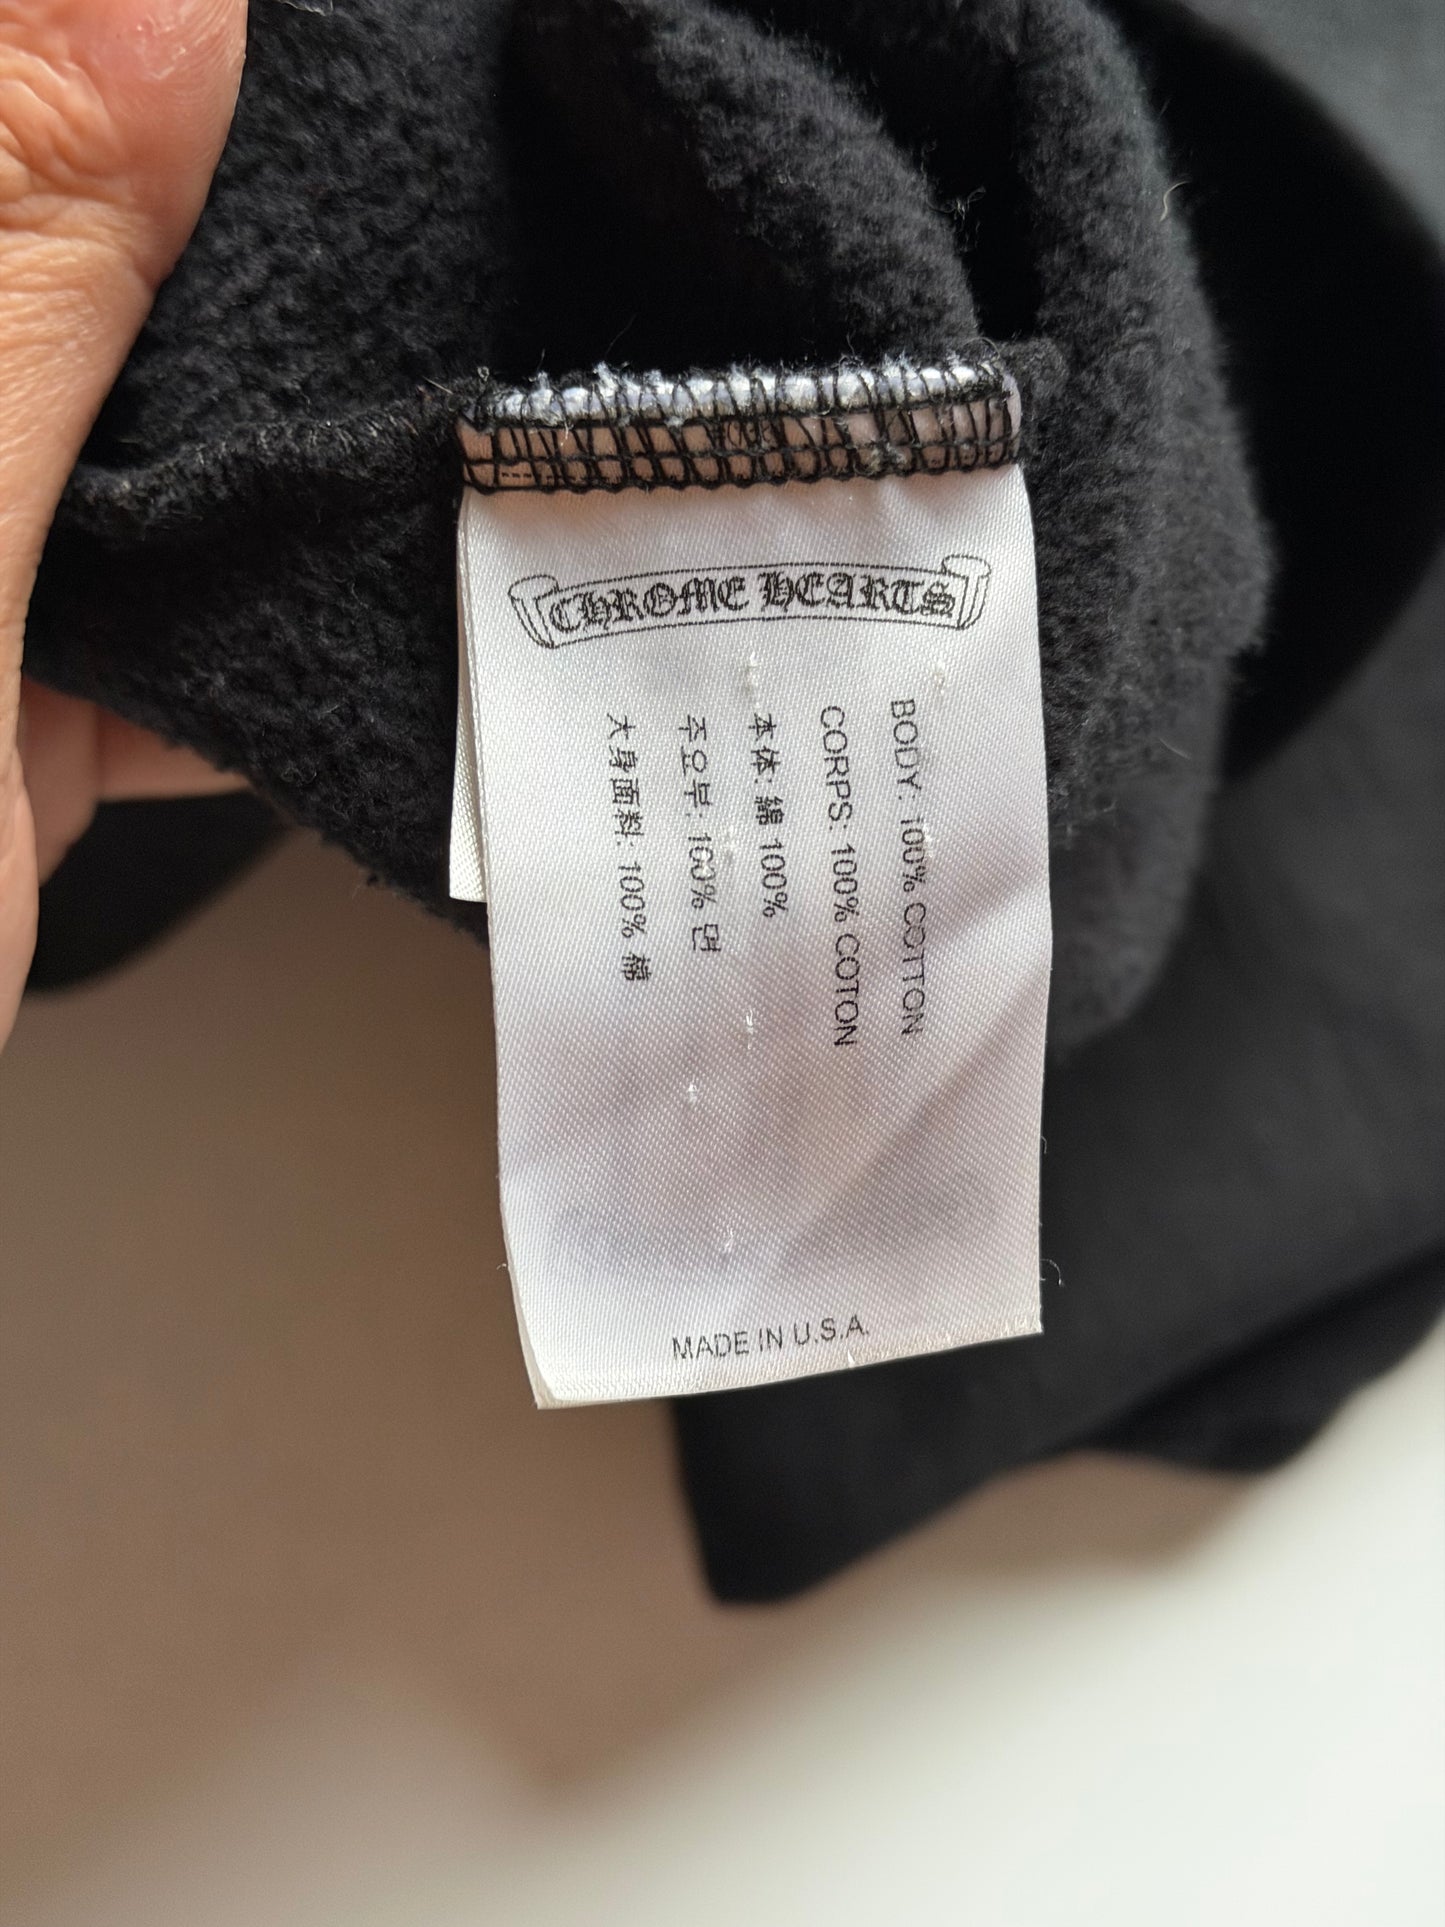 CHROME HEARTS
BODY: 100% COTTON
CORPS: 100% COTON
本体: 綿 100%
주요부: 100% 면
大身面料: 100% 棉
MADE IN U.S.A.